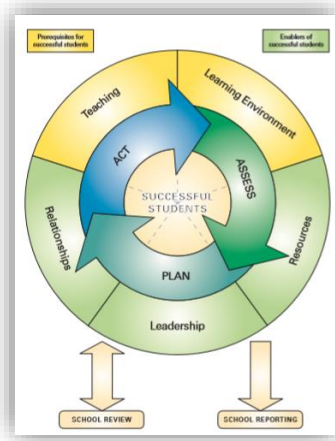 Prerequisites for
successful students
Enablers of
successful students
Teaching
Learning Environment
ACT
ASSESS
SUCCESSFUL
STUDENTS
Relationships
Resources
PLAN
Leadership
SCHOOL REVIEW
SCHOOL REPORTING